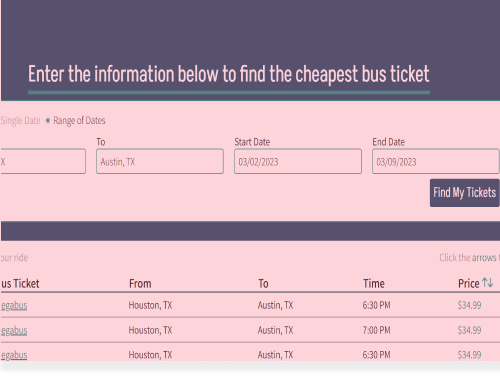 Enter the information below to find the cheapest bus ticket
Single Date Range of Dates
To Start Date End Date
X Austin, TX 03/02/2023 03/09/2023
Find My Tickets
our ride Click the arrows
us Ticket From To Time Price
egabus Houston, TX Austin, TX 6:30 PM $34.99
egabus Houston, TX Austin, TX 7:00 PM $34.99
egabus Houston, TX Austin, TX 6:30 PM $34.99